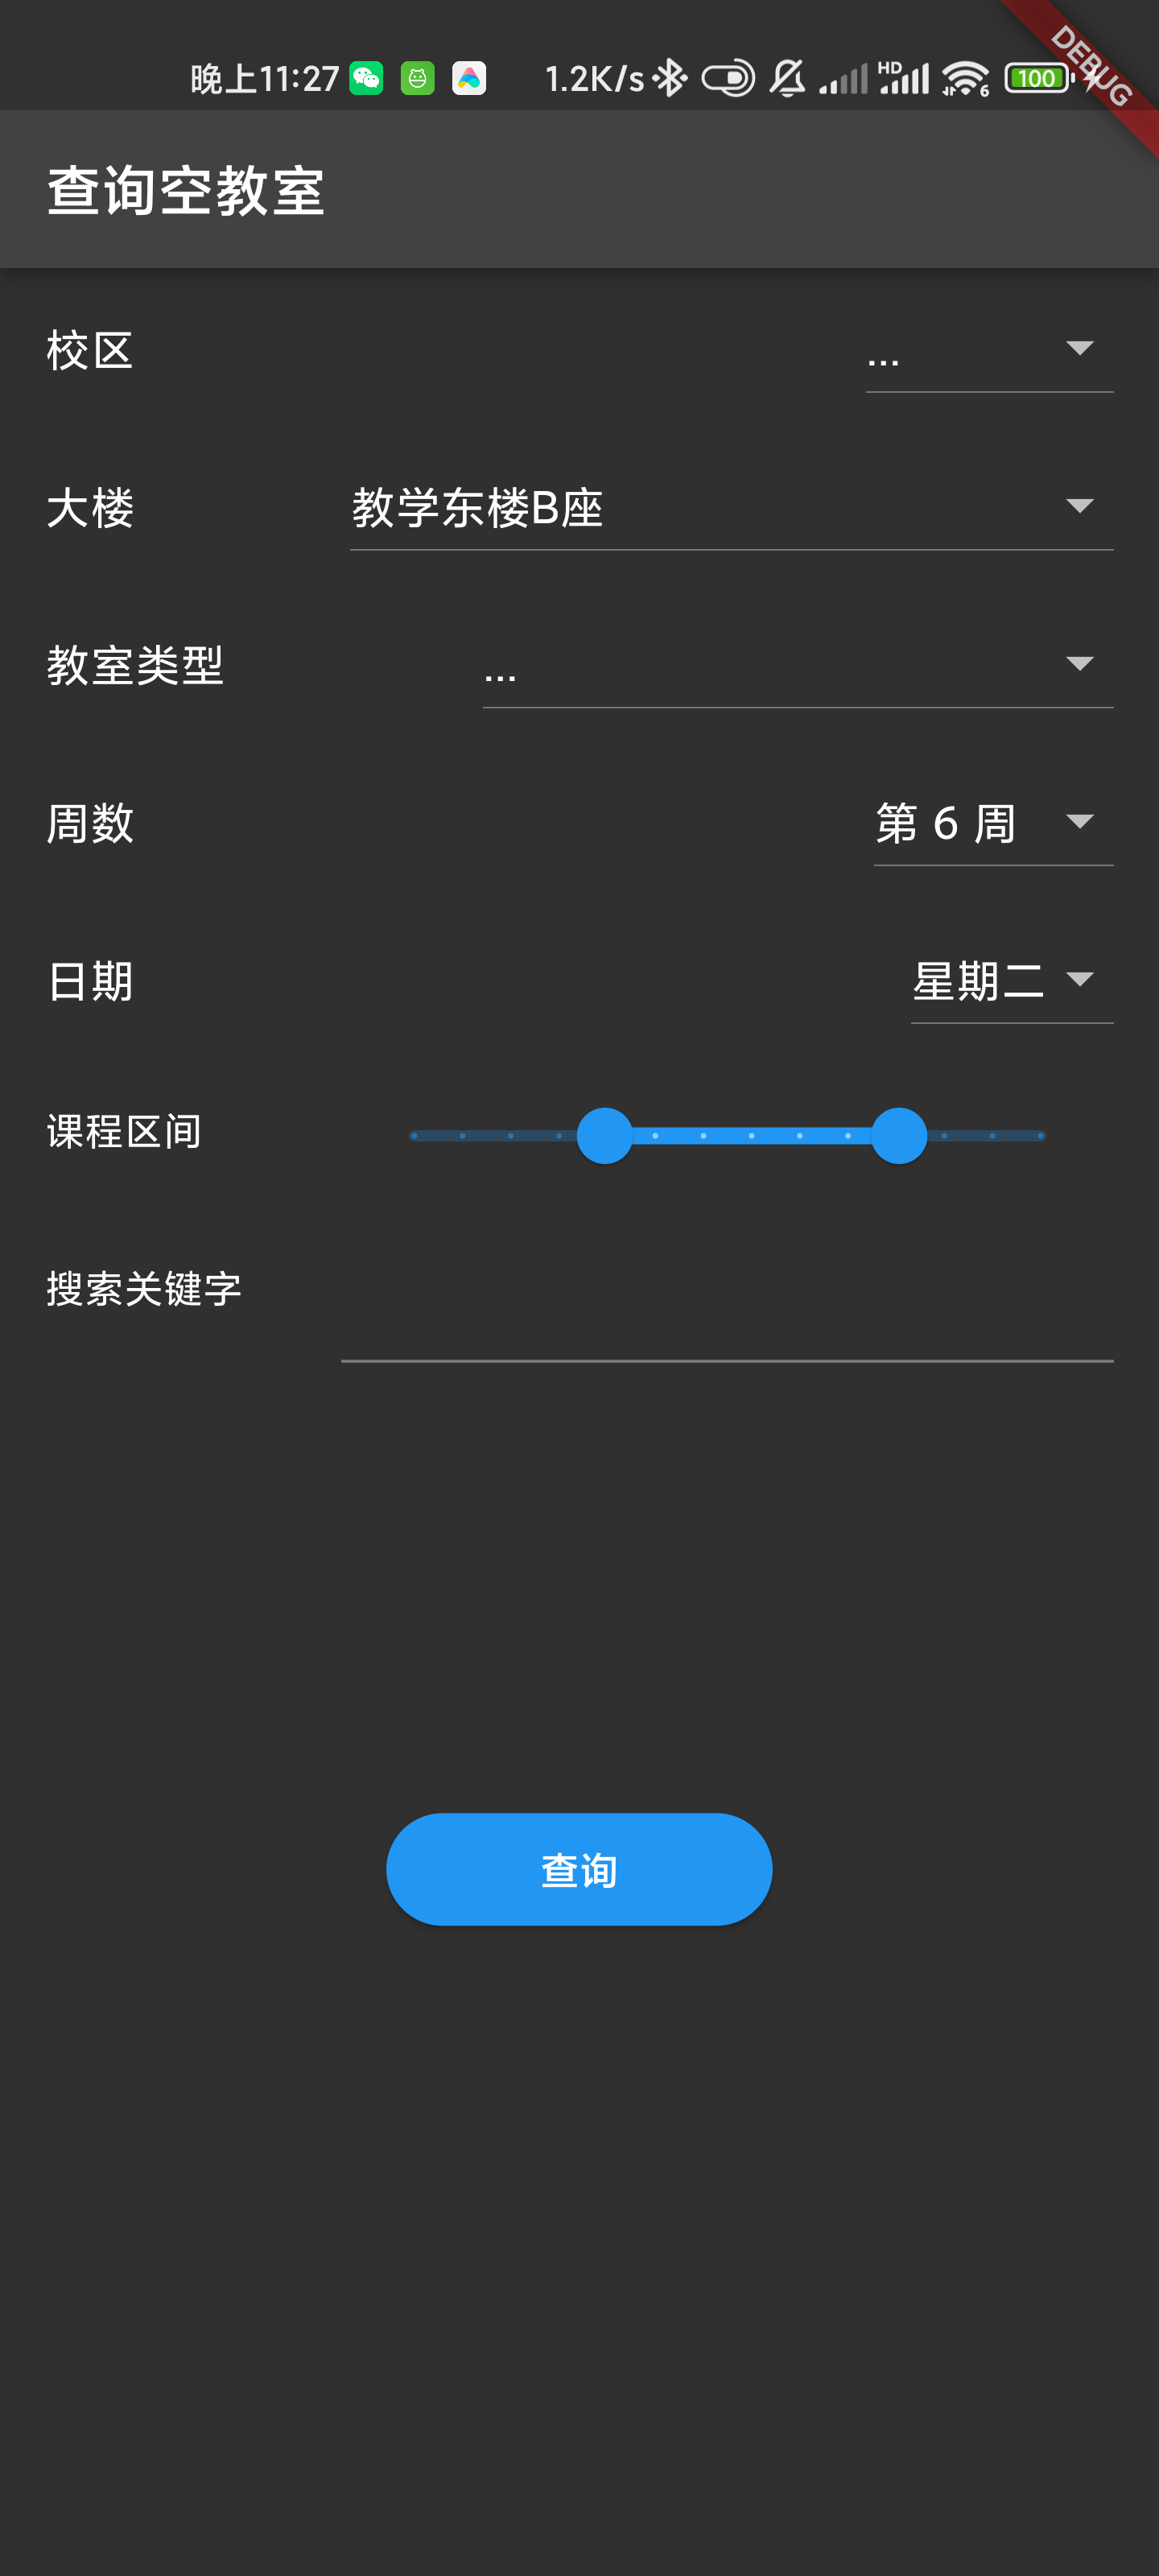 晚上11:27 1.2K/s HD 6 100
DEBUG
查询空教室
校区 ...
大楼 教学东楼B座
教室类型 ...
周数 第 6 周
日期 星期二
课程区间
搜索关键字
查询